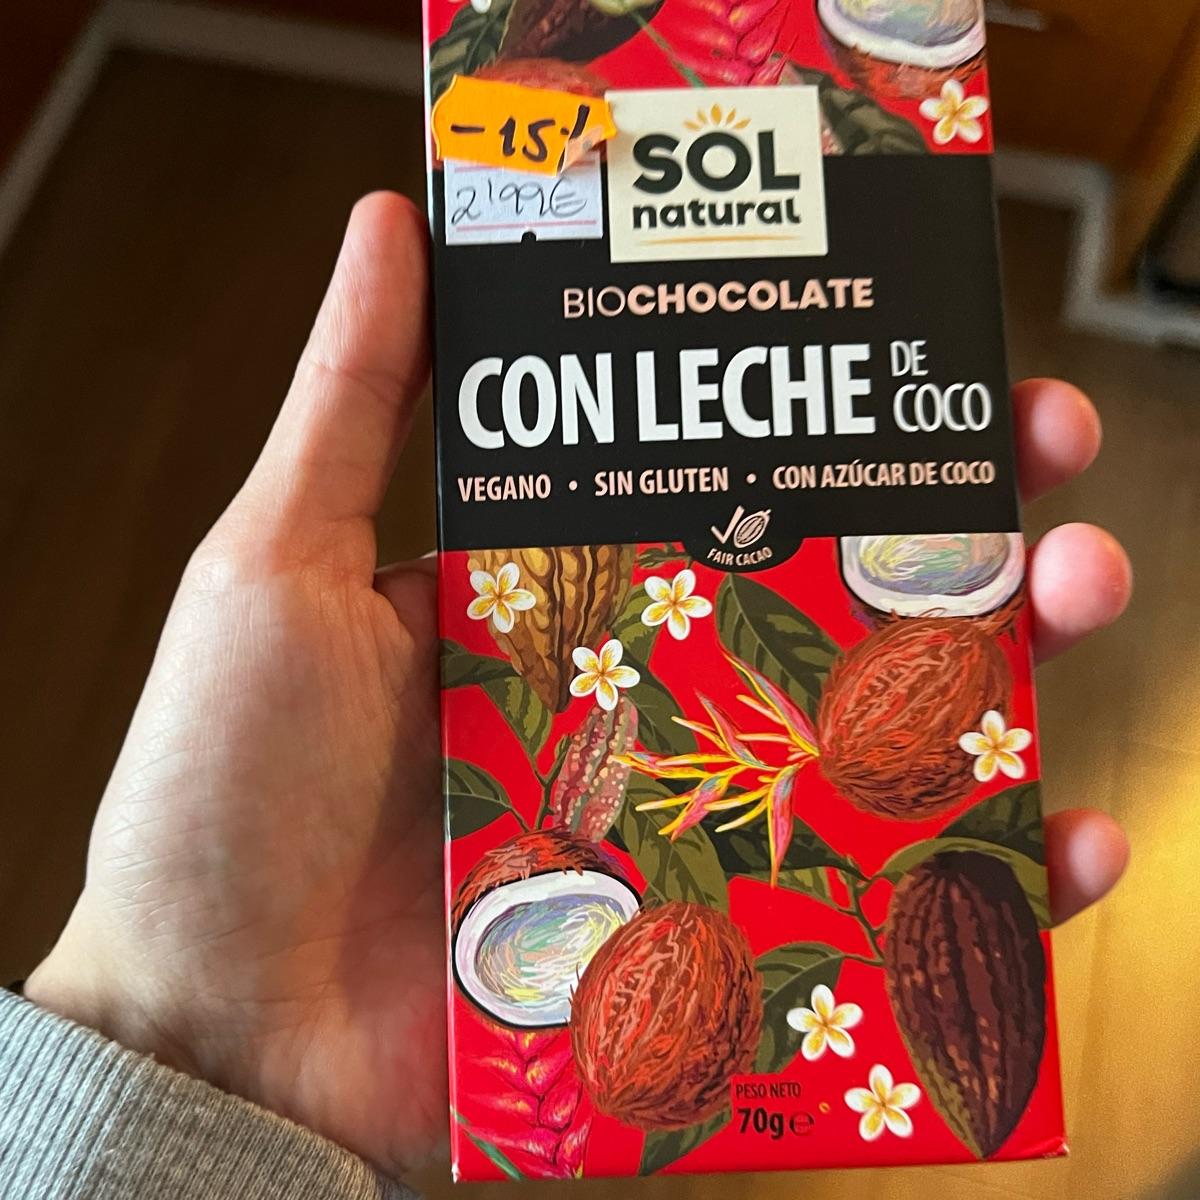 -15%
2'99€
SOL
natural
BIOCHOCOLATE
CON LECHE DE COCO
VEGANO • SIN GLUTEN • CON AZÚCAR DE COCO
FAIR CACAO
PESO NETO
70g ℮